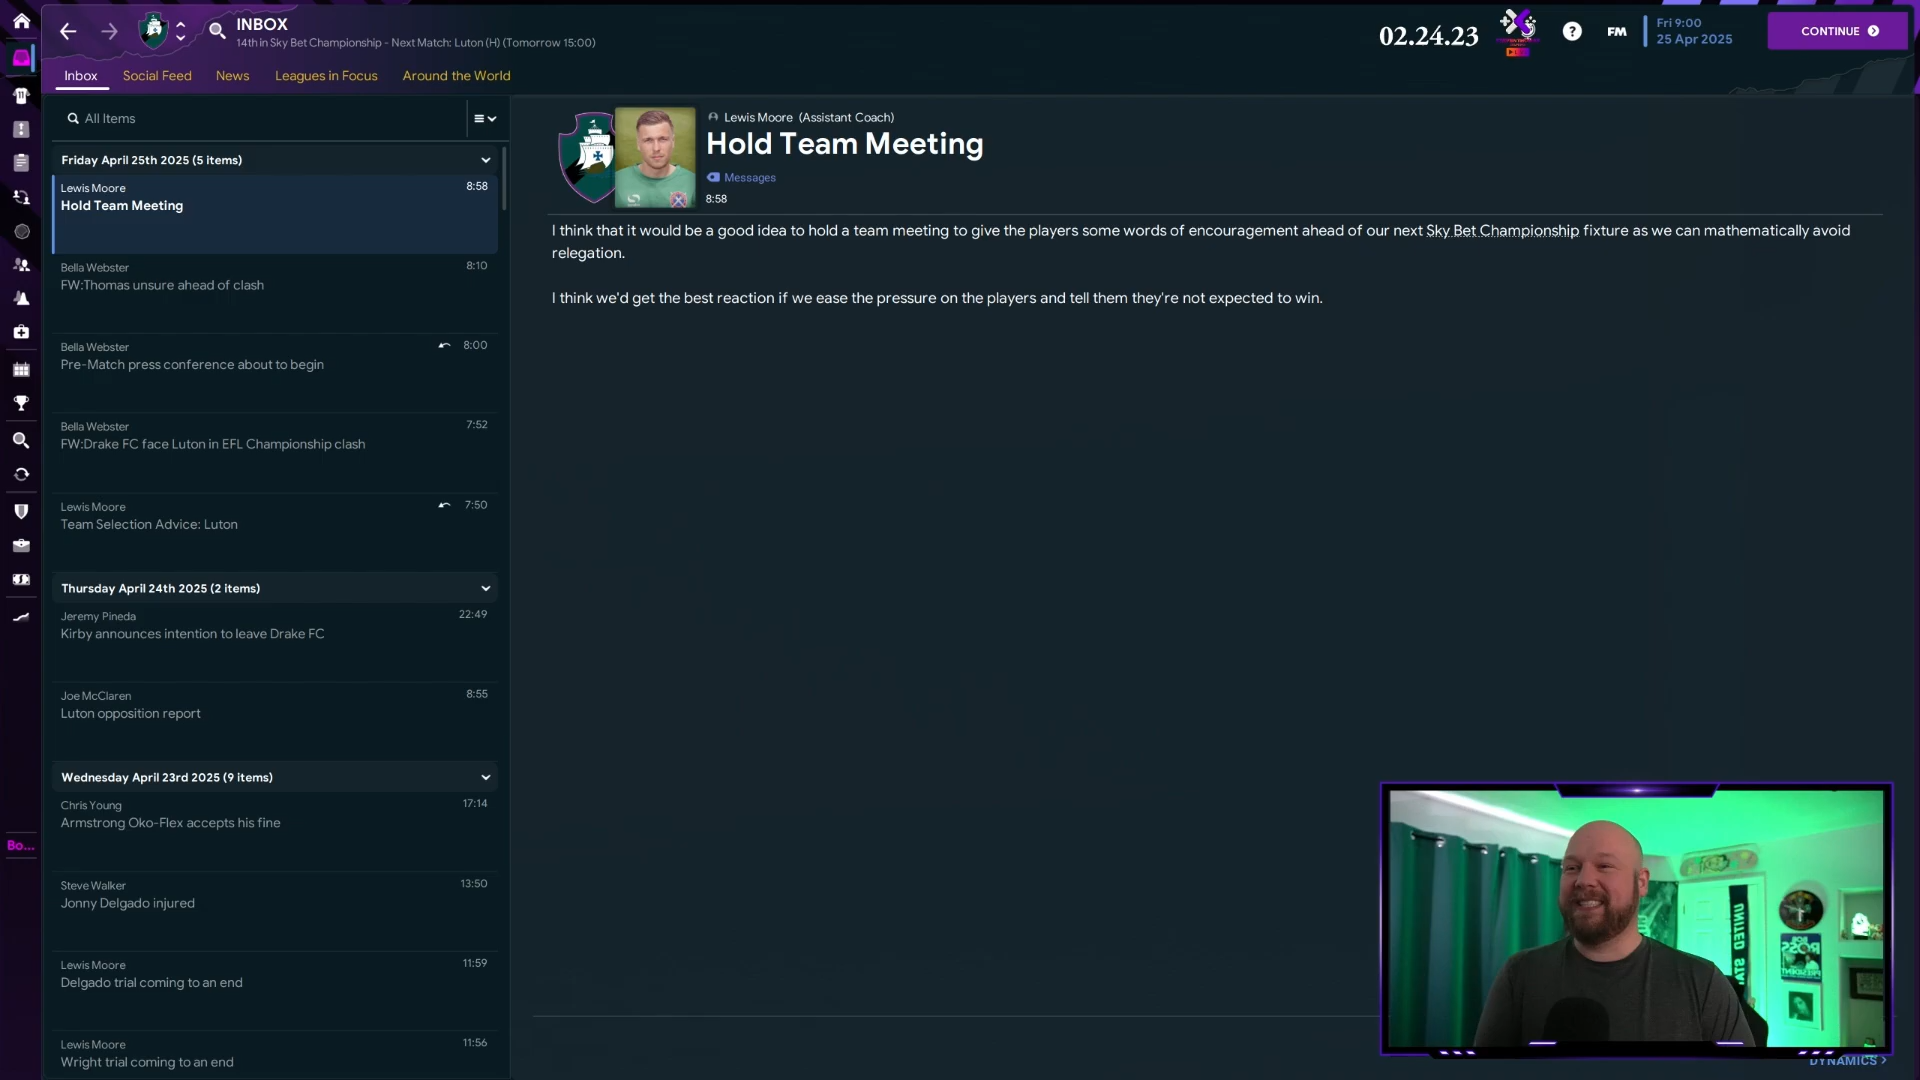 INBOX
14th in Sky Bet Championship - Next Match: Luton (H) (Tomorrow 15:00)
02.24.23
FM
Fri 9:00
25 Apr 2025
CONTINUE
Inbox
Social Feed
News
Leagues in Focus
Around the World
All Items
Friday April 25th 2025 (5 items)
Lewis Moore
8:58
Hold Team Meeting
Bella Webster
8:10
FW:Thomas unsure ahead of clash
Bella Webster
8:00
Pre-Match press conference about to begin
Bella Webster
7:52
FW:Drake FC face Luton in EFL Championship clash
Lewis Moore
7:50
Team Selection Advice: Luton
Thursday April 24th 2025 (2 items)
Jeremy Pineda
22:49
Kirby announces intention to leave Drake FC
Joe McClaren
8:55
Luton opposition report
Wednesday April 23rd 2025 (9 items)
Chris Young
17:14
Armstrong Oko-Flex accepts his fine
Steve Walker
13:50
Jonny Delgado injured
Lewis Moore
11:59
Delgado trial coming to an end
Lewis Moore
11:56
Wright trial coming to an end
Bo...
Lewis Moore (Assistant Coach)
Hold Team Meeting
Messages
8:58
I think that it would be a good idea to hold a team meeting to give the players some words of encouragement ahead of our next Sky Bet Championship fixture as we can mathematically avoid
relegation.
I think we'd get the best reaction if we ease the pressure on the players and tell them they're not expected to win.
BOB
ROSS
PRESIDENT
DYNAMICS